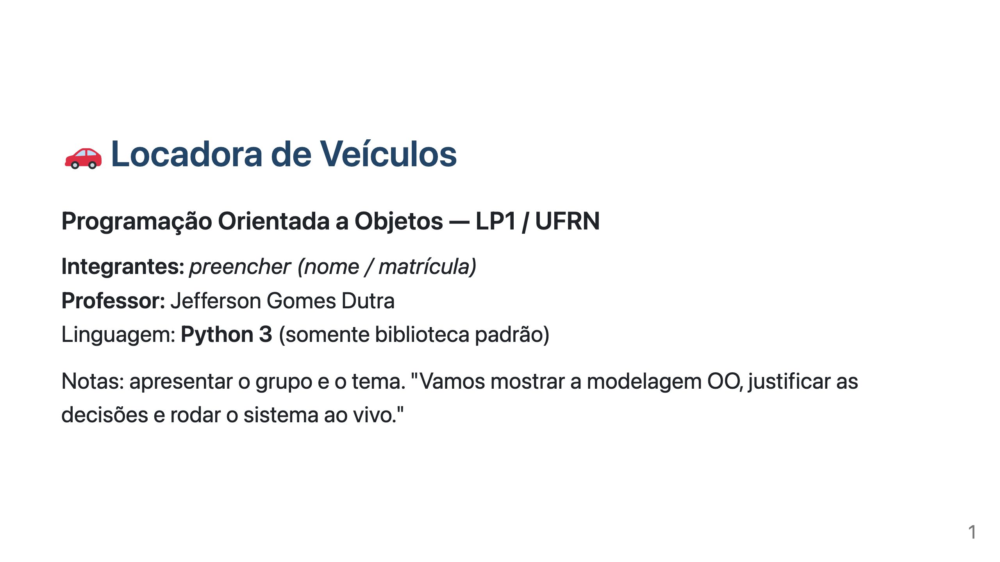 🚗 Locadora de Veículos
Programação Orientada a Objetos — LP1 / UFRN
Integrantes: preencher (nome / matrícula)
Professor: Jefferson Gomes Dutra
Linguagem: Python 3 (somente biblioteca padrão)
Notas: apresentar o grupo e o tema. "Vamos mostrar a modelagem OO, justificar as
decisões e rodar o sistema ao vivo."
1